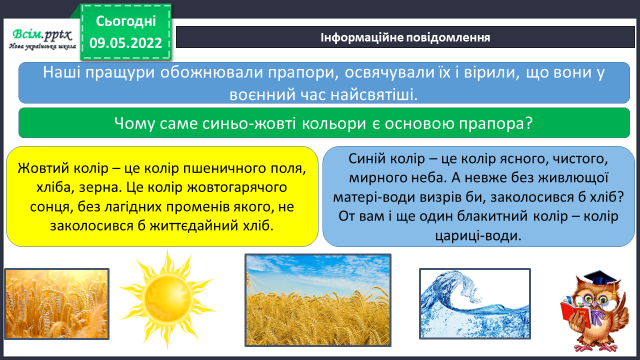 Всім.pptx
Нова українська школа
Сьогодні
09.05.2022
Інформаційне повідомлення
Наші пращури обожнювали прапори, освячували їх і вірили, що вони у
воєнний час найсвятіші.
Чому саме синьо-жовті кольори є основою прапора?
Жовтий колір – це колір пшеничного поля,
хліба, зерна. Це колір жовтогарячого
сонця, без лагідних променів якого, не
заколосився б життєдайний хліб.
Синій колір – це колір ясного, чистого,
мирного неба. А невже без живлющої
матері-води визрів би, заколосився б хліб?
От вам і ще один блакитний колір – колір
цариці-води.